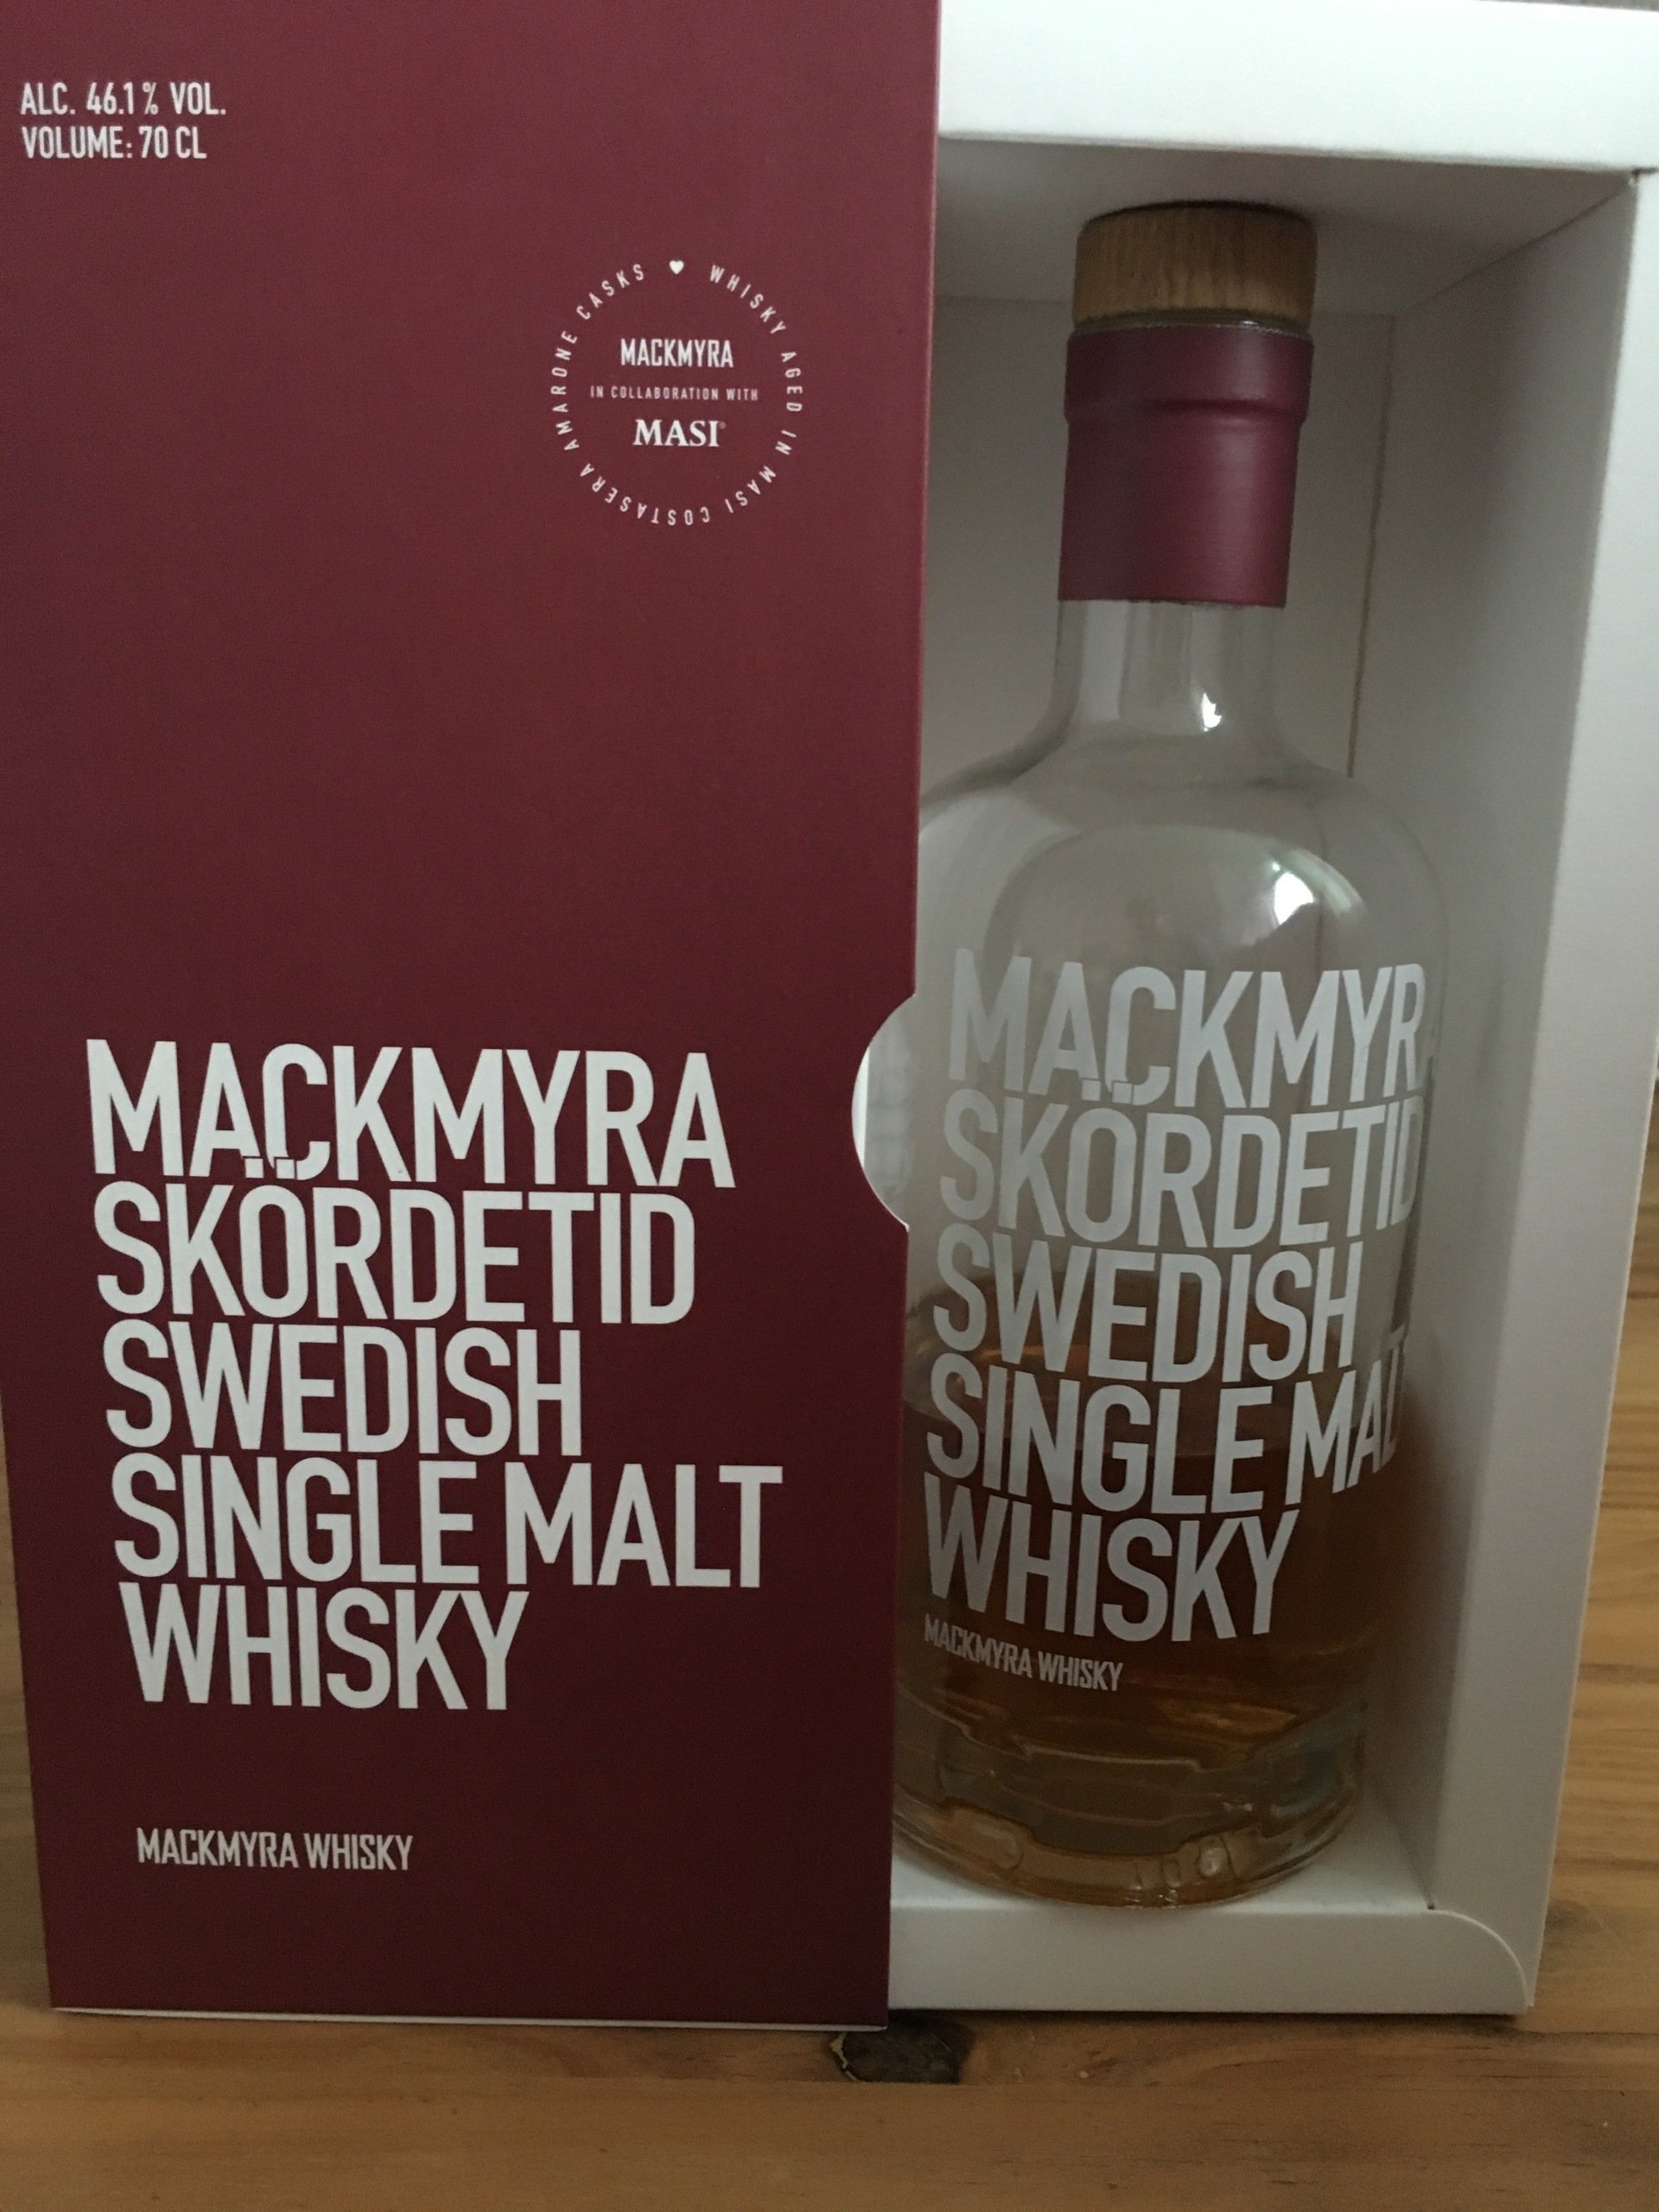 ALC. 46.1% VOL.
VOLUME: 70 CL
WHISKY AGED IN MASI COSTASERA AMARONE CASKS
MACKMYRA
IN COLLABORATION WITH
MASI®
MACKMYRA
SKÖRDETID
SWEDISH
SINGLE MALT
WHISKY
MACKMYRA WHISKY
MACKMYRA
SKÖRDETID
SWEDISH
SINGLE MALT
WHISKY
MACKMYRA WHISKY